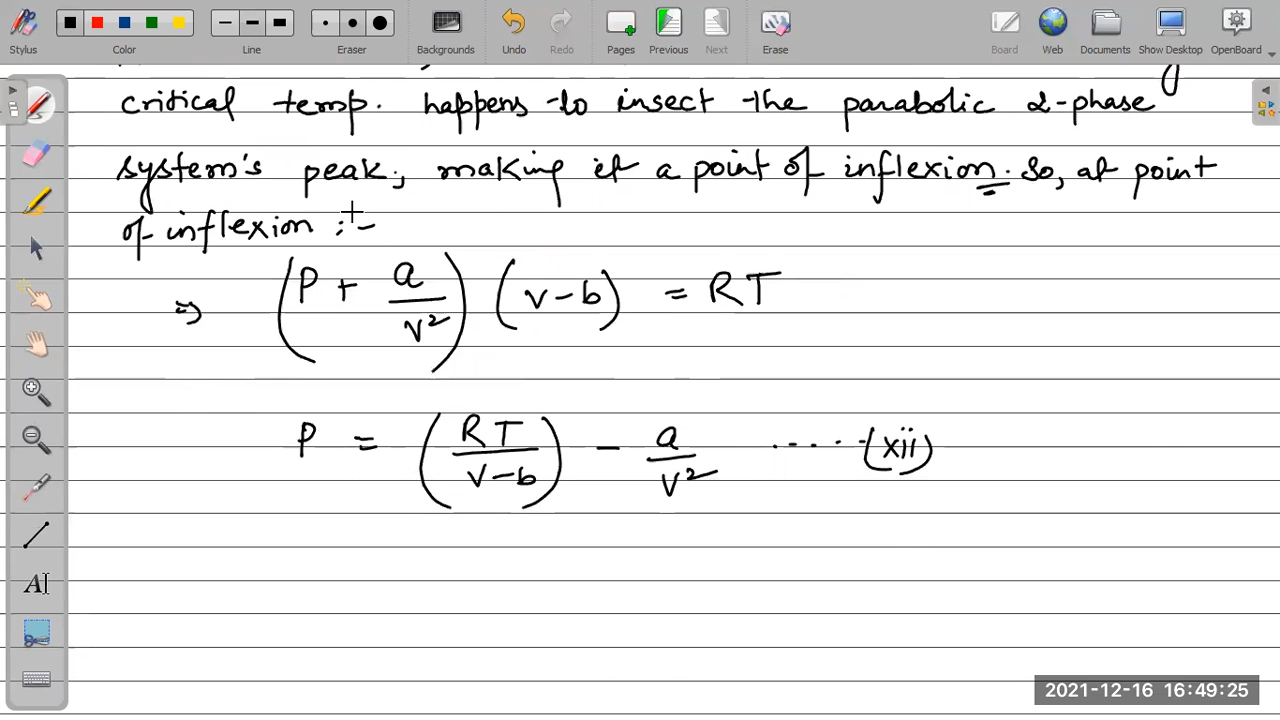 Stylus
Color
Line
Eraser
Backgrounds
Undo
Redo
Pages
Previous
Next
Erase
Board
Web
Documents
Show Desktop
OpenBoard
critical temp. happens to insect the parabolic 2-phase
system's peak, making it a point of inflexion. So, at point
of inflexion :-
⇒ (P + a/v²) (v-b) = RT
P = (RT/v-b) - a/v² ..... (xii)
2021-12-16 16:49:25